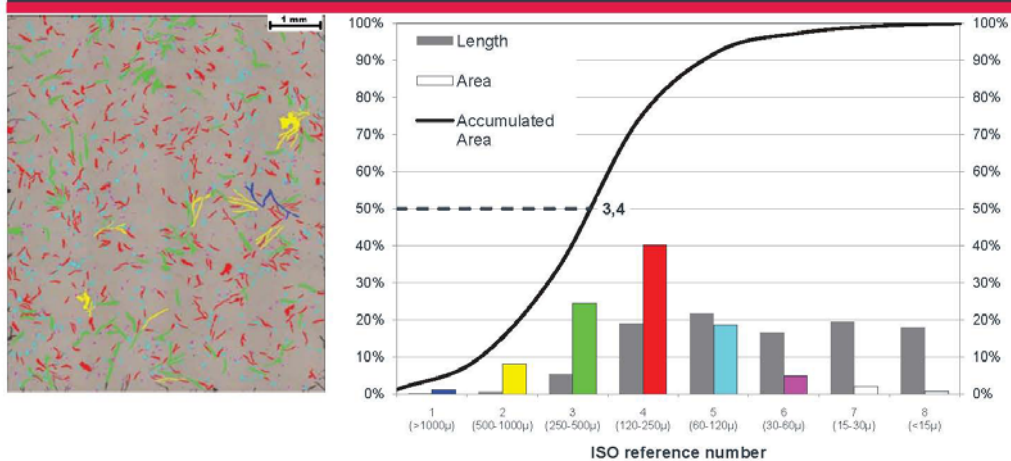 1 mm
100%
90%
80%
70%
60%
50%
40%
30%
20%
10%
0%
Length
Area
Accumulated
Area
3,4
100%
90%
80%
70%
60%
50%
40%
30%
20%
10%
0%
1 2 3 4 5 6 7 8
(>1000µ) (500-1000µ) (250-500µ) (120-250µ) (60-120µ) (30-60µ) (15-30µ) (<15µ)
ISO reference number